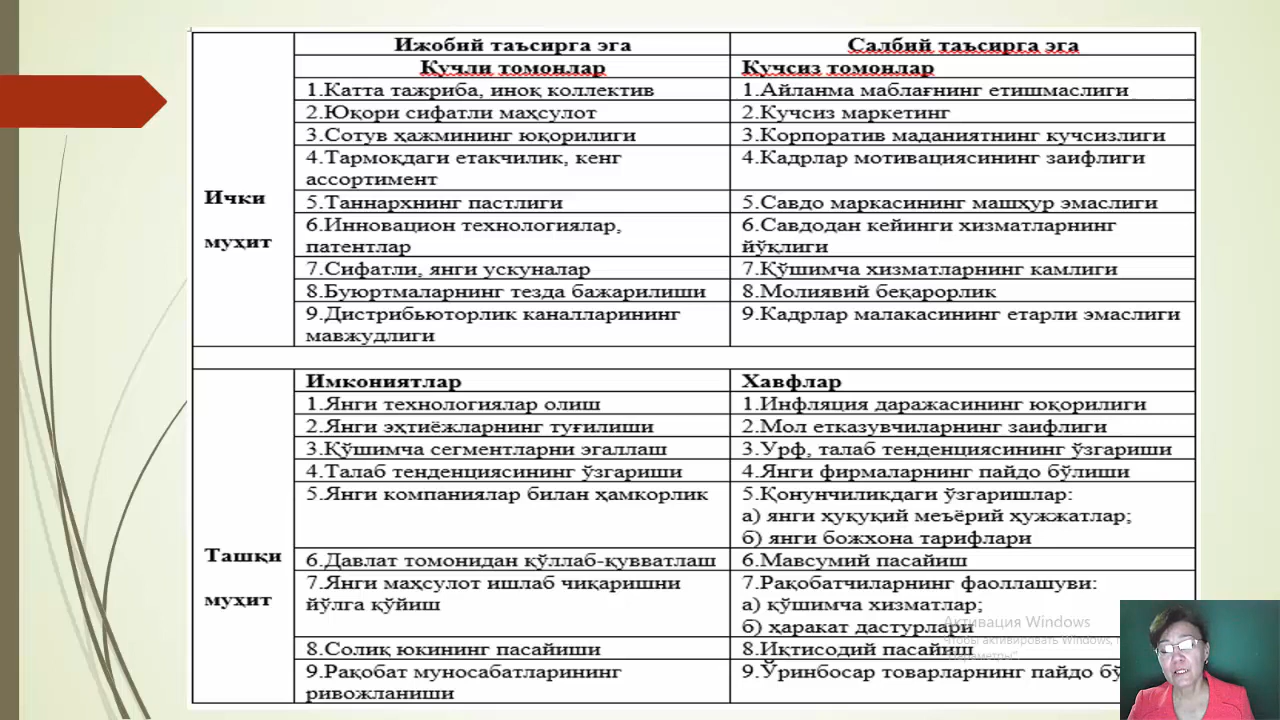 Ижобий таъсирга эга
Салбий таъсирга эга
Кучли томонлар
Кучсиз томонлар
Ички
муҳит
1.Катта тажриба, иноқ коллектив
1.Айланма маблағнинг етишмаслиги
2.Юқори сифатли маҳсулот
2.Кучсиз маркетинг
3.Сотув ҳажмининг юқорилиги
3.Корпоратив маданиятнинг кучсизлиги
4.Тармоқдаги етакчилик, кенг
ассортимент
4.Кадрлар мотивациясининг заифлиги
5.Таннархнинг пастлиги
5.Савдо маркасининг машҳур эмаслиги
6.Инновацион технологиялар,
патентлар
6.Савдодан кейинги хизматларнинг
йўқлиги
7.Сифатли, янги ускуналар
7.Қўшимча хизматларнинг камлиги
8.Буюртмаларнинг тезда бажарилиши
8.Молиявий беқарорлик
9.Дистрибьюторлик каналларининг
мавжудлиги
9.Кадрлар малакасининг етарли эмаслиги
Ташқи
муҳит
Имкониятлар
Хавфлар
1.Янги технологиялар олиш
1.Инфляция даражасининг юқорилиги
2.Янги эҳтиёжларнинг туғилиши
2.Мол етказувчиларнинг заифлиги
3.Қўшимча сегментларни эгаллаш
3.Урф, талаб тенденциясининг ўзгариши
4.Талаб тенденциясининг ўзгариши
4.Янги фирмаларнинг пайдо бўлиши
5.Янги компаниялар билан ҳамкорлик
5.Қонунчиликдаги ўзгаришлар:
а) янги ҳуқуқий меъёрий ҳужжатлар;
б) янги божхона тарифлари
6.Давлат томонидан қўллаб-қувватлаш
6.Мавсумий пасайиш
7.Янги маҳсулот ишлаб чиқаришни
йўлга қўйиш
7.Рақобатчиларнинг фаоллашуви:
а) қўшимча хизматлар;
б) ҳаракат дастурлари
8.Солиқ юкининг пасайиши
8.Иқтисодий пасайиш
9.Рақобат муносабатларининг
ривожланиши
9.Ўринбосар товарларнинг пайдо
Активация Windows
Чтобы активировать Windows,
"Параметры".